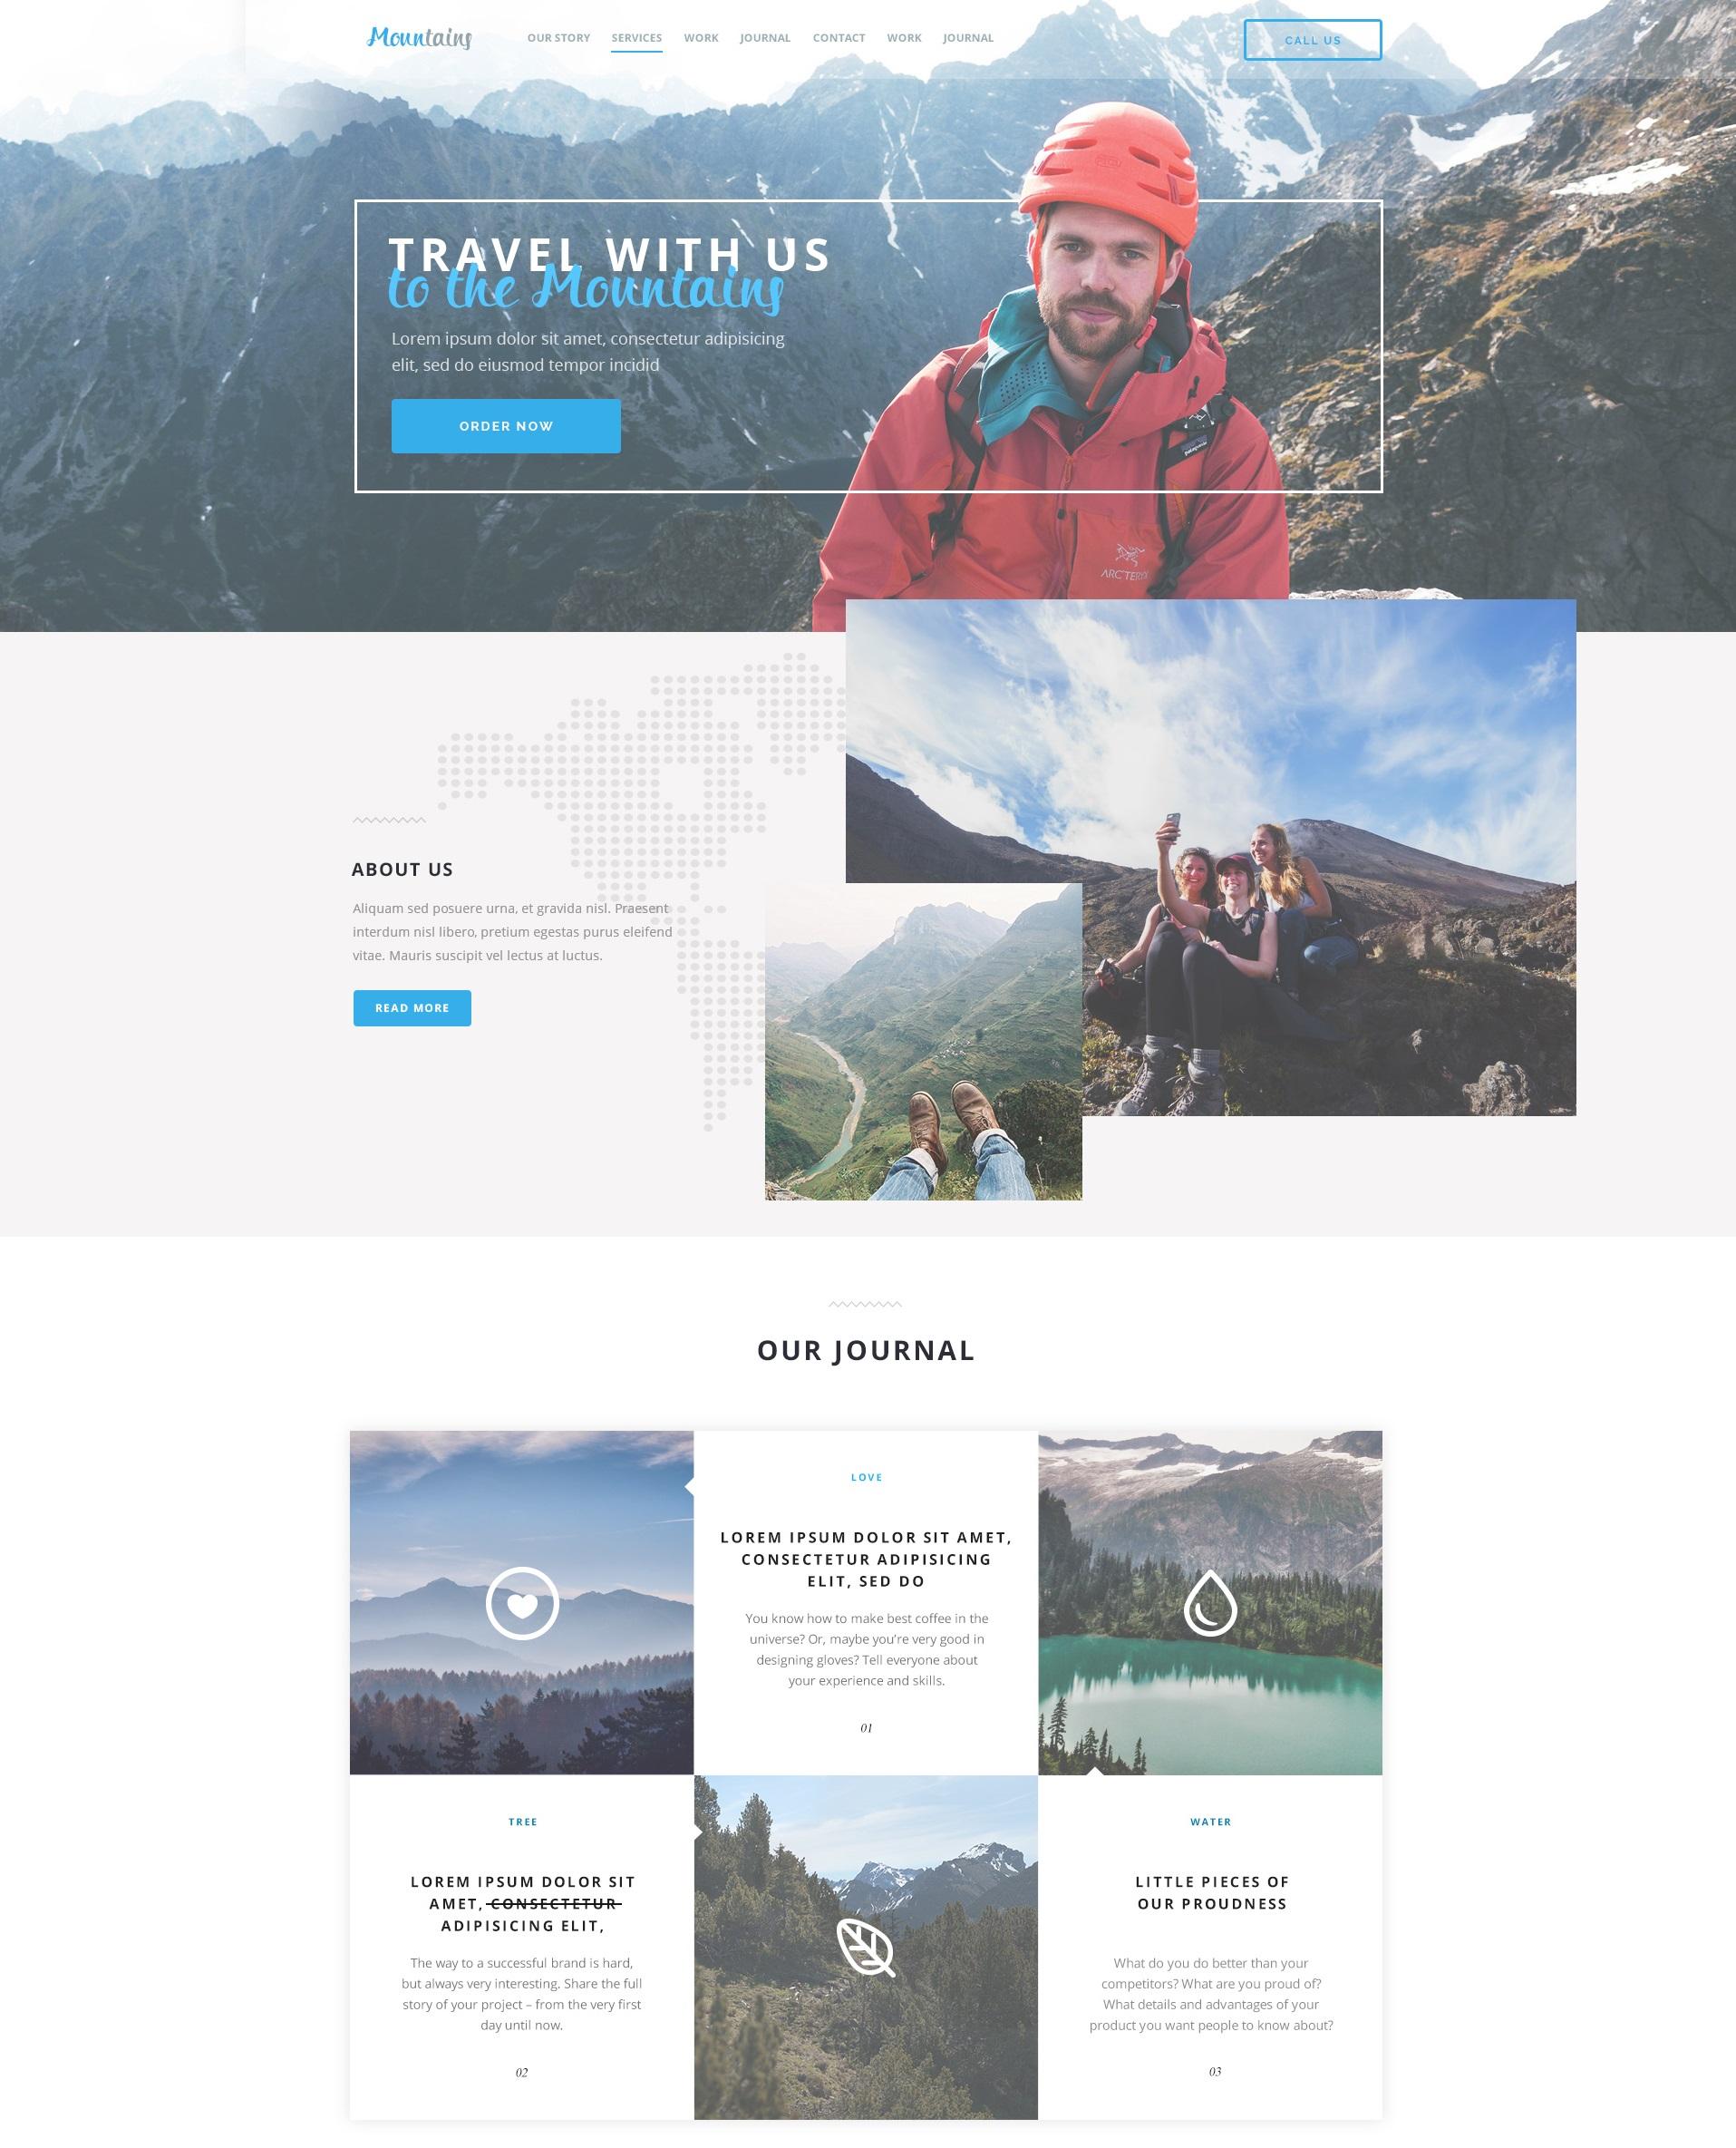 Mountains
OUR STORY SERVICES WORK JOURNAL CONTACT WORK JOURNAL
CALL US
TRAVEL WITH US
to the Mountains
Lorem ipsum dolor sit amet, consectetur adipisicing
elit, sed do eiusmod tempor incidid
ORDER NOW
patagonia
ARC'TERYX
ABOUT US
Aliquam sed posuere urna, et gravida nisl. Praesent
interdum nisl libero, pretium egestas purus eleifend
vitae. Mauris suscipit vel lectus at luctus.
READ MORE
OUR JOURNAL
LOVE
LOREM IPSUM DOLOR SIT AMET,
CONSECTETUR ADIPISICING
ELIT, SED DO
You know how to make best coffee in the
universe? Or, maybe you’re very good in
designing gloves? Tell everyone about
your experience and skills.
01
TREE
LOREM IPSUM DOLOR SIT
AMET, CONSECTETUR
ADIPISICING ELIT,
The way to a successful brand is hard,
but always very interesting. Share the full
story of your project – from the very first
day until now.
02
WATER
LITTLE PIECES OF
OUR PROUDNESS
What do you do better than your
competitors? What are you proud of?
What details and advantages of your
product you want people to know about?
03